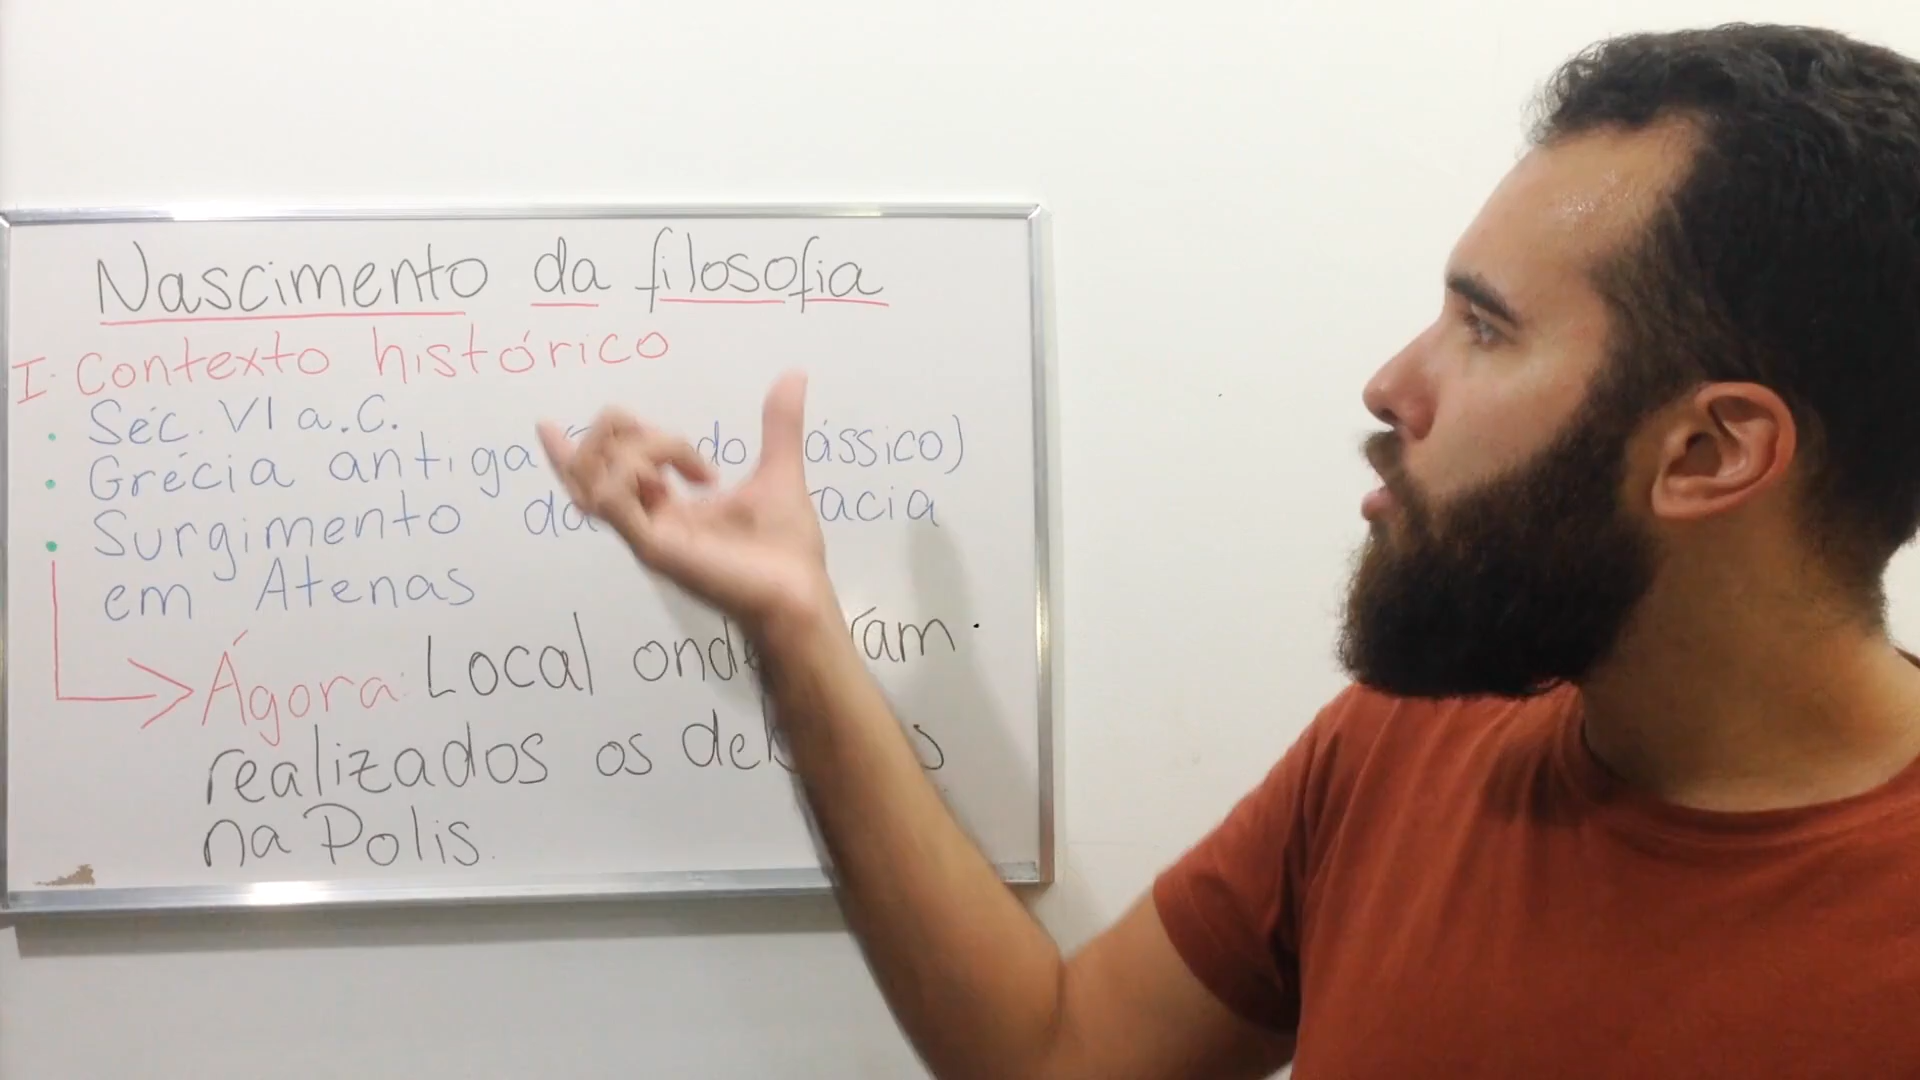 Nascimento da filosofia
I. Contexto histórico
• Séc. VI a.C.
• Grécia antiga ássico)
• Surgimento da
em Atenas
Ágora: Local onde
realizados os
na Polis.